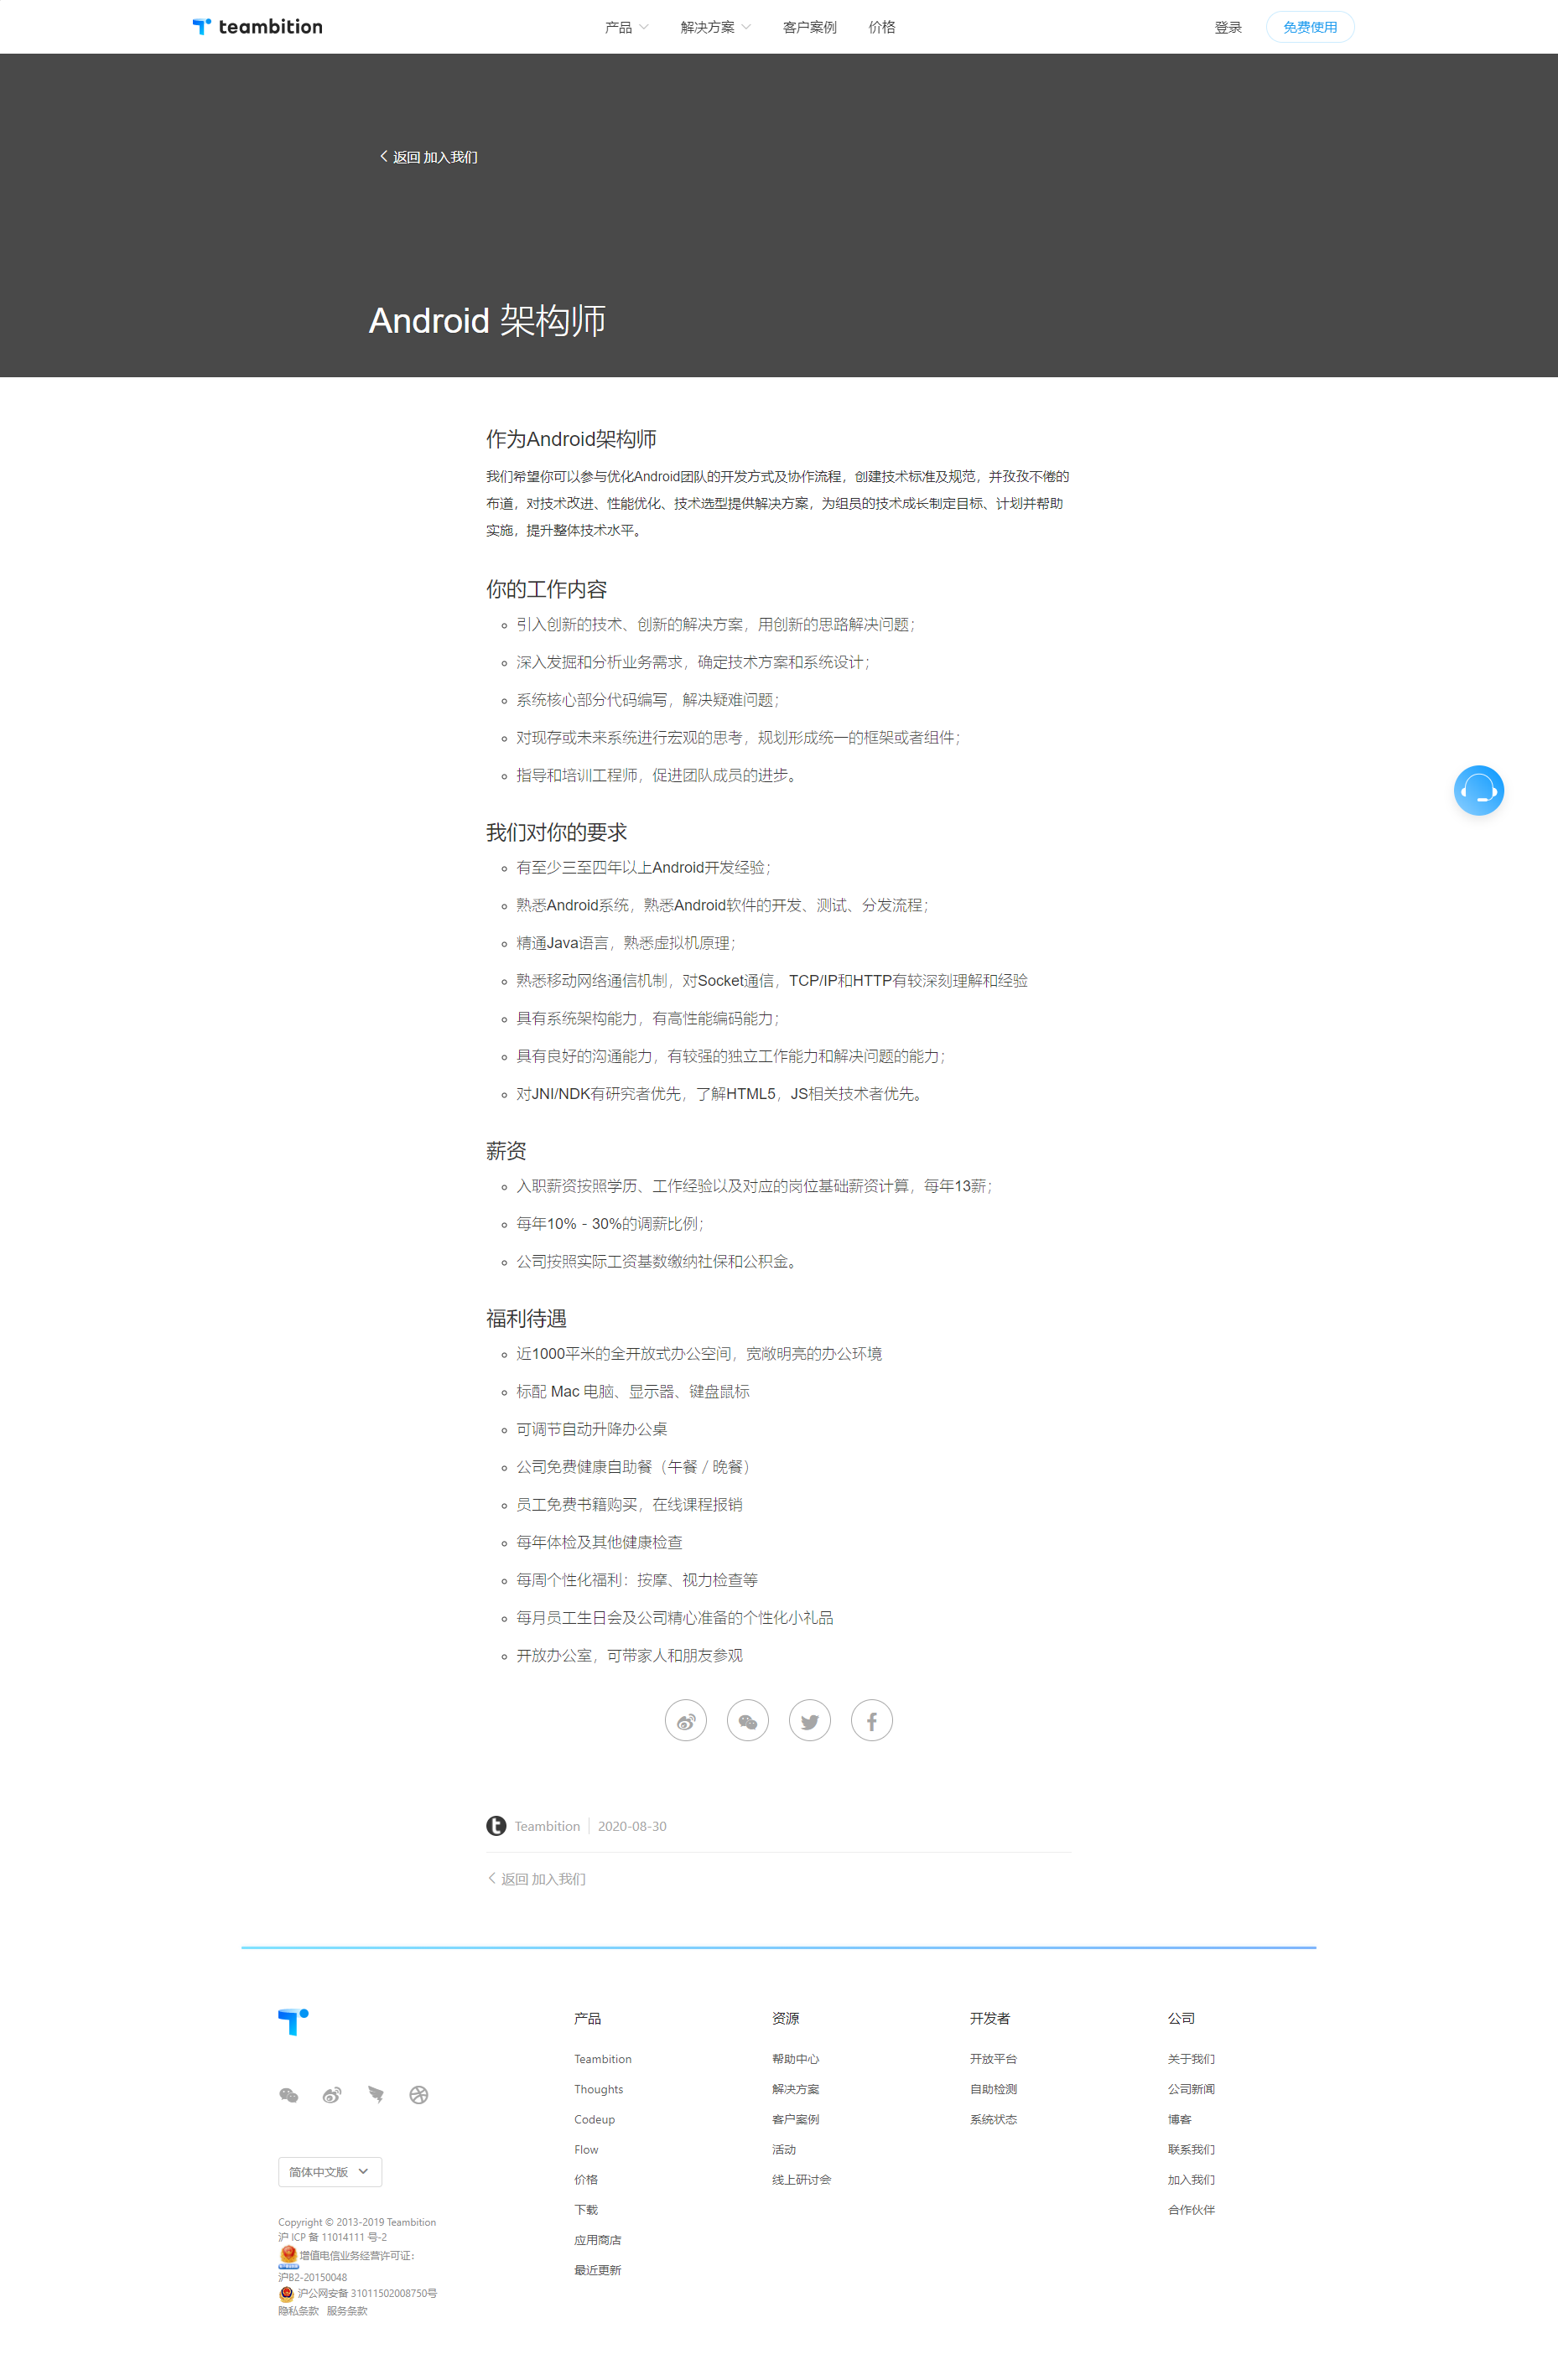 teambition
产品 解决方案 客户案例 价格
登录 免费使用
返回 加入我们
Android 架构师
作为Android架构师
我们希望你可以参与优化Android团队的开发方式及协作流程，创建技术标准及规范，并孜孜不倦的
布道，对技术改进、性能优化、技术选型提供解决方案，为组员的技术成长制定目标、计划并帮助
实施，提升整体技术水平。
你的工作内容
引入创新的技术、创新的解决方案，用创新的思路解决问题；
深入发掘和分析业务需求，确定技术方案和系统设计；
系统核心部分代码编写，解决疑难问题；
对现存或未来系统进行宏观的思考，规划形成统一的框架或者组件；
指导和培训工程师，促进团队成员的进步。
我们对你的要求
有至少三至四年以上Android开发经验；
熟悉Android系统，熟悉Android软件的开发、测试、分发流程；
精通Java语言，熟悉虚拟机原理；
熟悉移动网络通信机制，对Socket通信，TCP/IP和HTTP有较深刻理解和经验
具有系统架构能力，有高性能编码能力；
具有良好的沟通能力，有较强的独立工作能力和解决问题的能力；
对JNI/NDK有研究者优先，了解HTML5，JS相关技术者优先。
薪资
入职薪资按照学历、工作经验以及对应的岗位基础薪资计算，每年13薪；
每年10% - 30%的调薪比例；
公司按照实际工资基数缴纳社保和公积金。
福利待遇
近1000平米的全开放式办公空间，宽敞明亮的办公环境
标配 Mac 电脑、显示器、键盘鼠标
可调节自动升降办公桌
公司免费健康自助餐（午餐 / 晚餐）
员工免费书籍购买，在线课程报销
每年体检及其他健康检查
每周个性化福利：按摩、视力检查等
每月员工生日会及公司精心准备的个性化小礼品
开放办公室，可带家人和朋友参观
Teambition 2020-08-30
返回 加入我们
产品
Teambition
Thoughts
Codeup
Flow
价格
下载
应用商店
最近更新
资源
帮助中心
解决方案
客户案例
活动
线上研讨会
开发者
开放平台
自助检测
系统状态
公司
关于我们
公司新闻
博客
联系我们
加入我们
合作伙伴
简体中文版
Copyright © 2013-2019 Teambition
沪 ICP 备 11014111 号-2
增值电信业务经营许可证：
沪B2-20150048
沪公网安备 31011502008750号
隐私条款 服务条款